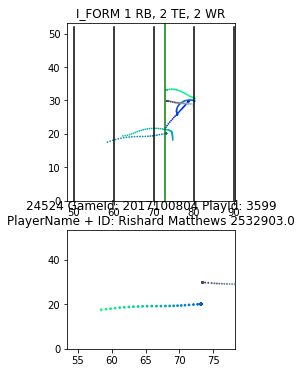 I_FORM 1 RB, 2 TE, 2 WR
50
40
30
20
10
0
50 60 70 80 90
24524 GameId: 2017100804 PlayId: 3599
PlayerName + ID: Rishard Matthews 2532903.0
40
20
0
55 60 65 70 75